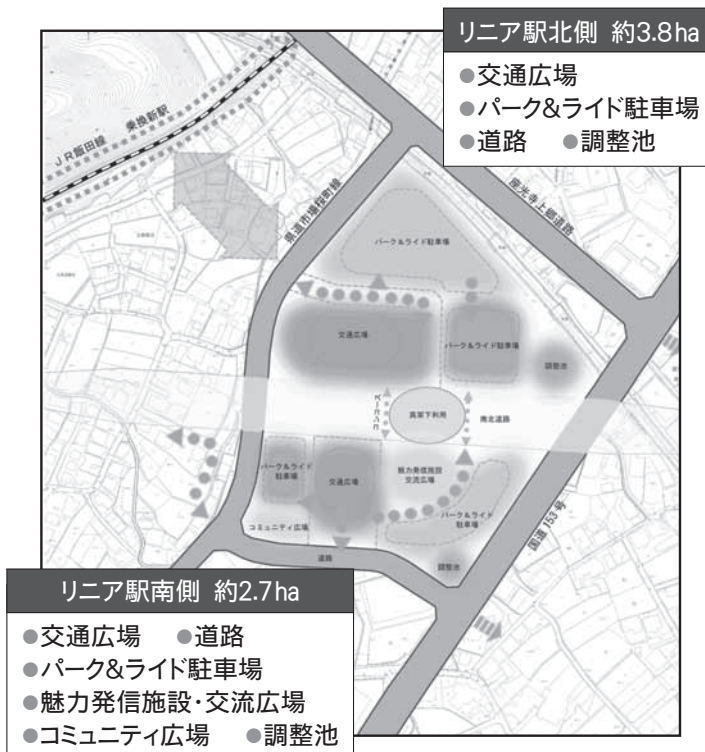 リニア駅北側 約3.8ha
●交通広場
●パーク&ライド駐車場
●道路 ●調整池
JR飯田線 乗換新駅
県道市場桜町線
座光寺上郷道路
パーク&ライド駐車場
交通広場
パーク&ライド駐車場
調整池
高架下利用
南北道路
パーク&ライド
駐車場
交通広場
魅力発信施設
交流広場
パーク&ライド
駐車場
コミュニティ広場
道路
調整池
国道153号
リニア駅南側 約2.7ha
●交通広場 ●道路
●パーク&ライド駐車場
●魅力発信施設・交流広場
●コミュニティ広場 ●調整池